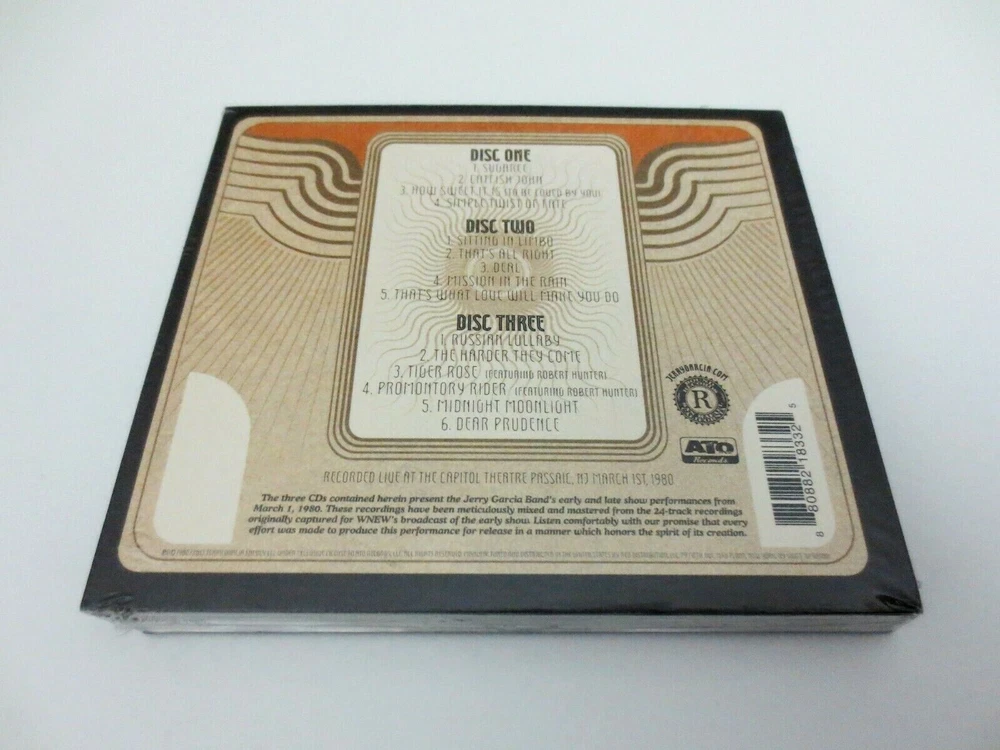 DISC ONE
1. SUGAREE
2. CATFISH JOHN
3. HOW SWEET IT IS (TO BE LOVED BY YOU)
4. SIMPLE TWIST OF FATE
DISC TWO
1. SITTING IN LIMBO
2. THAT'S ALL RIGHT
3. DEAL
4. MISSION IN THE RAIN
5. THAT'S WHAT LOVE WILL MAKE YOU DO
DISC THREE
1. RUSSIAN LULLABY
2. THE HARDER THEY COME
3. TIGER ROSE (FEATURING ROBERT HUNTER)
4. PROMONTORY RIDER (FEATURING ROBERT HUNTER)
5. MIDNIGHT MOONLIGHT
6. DEAR PRUDENCE
JERRYGARCIA.COM
R
ATO
Records
8 80882 18332 5
RECORDED LIVE AT THE CAPITOL THEATRE PASSAIC, NJ MARCH 1ST, 1980
The three CDs contained herein present the Jerry Garcia Band's early and late show performances from
March 1, 1980. These recordings have been meticulously mixed and mastered from the 24-track recordings
originally captured for WNEW's broadcast of the early show. Listen comfortably with our promise that every
effort was made to produce this performance for release in a manner which honors the spirit of its creation.